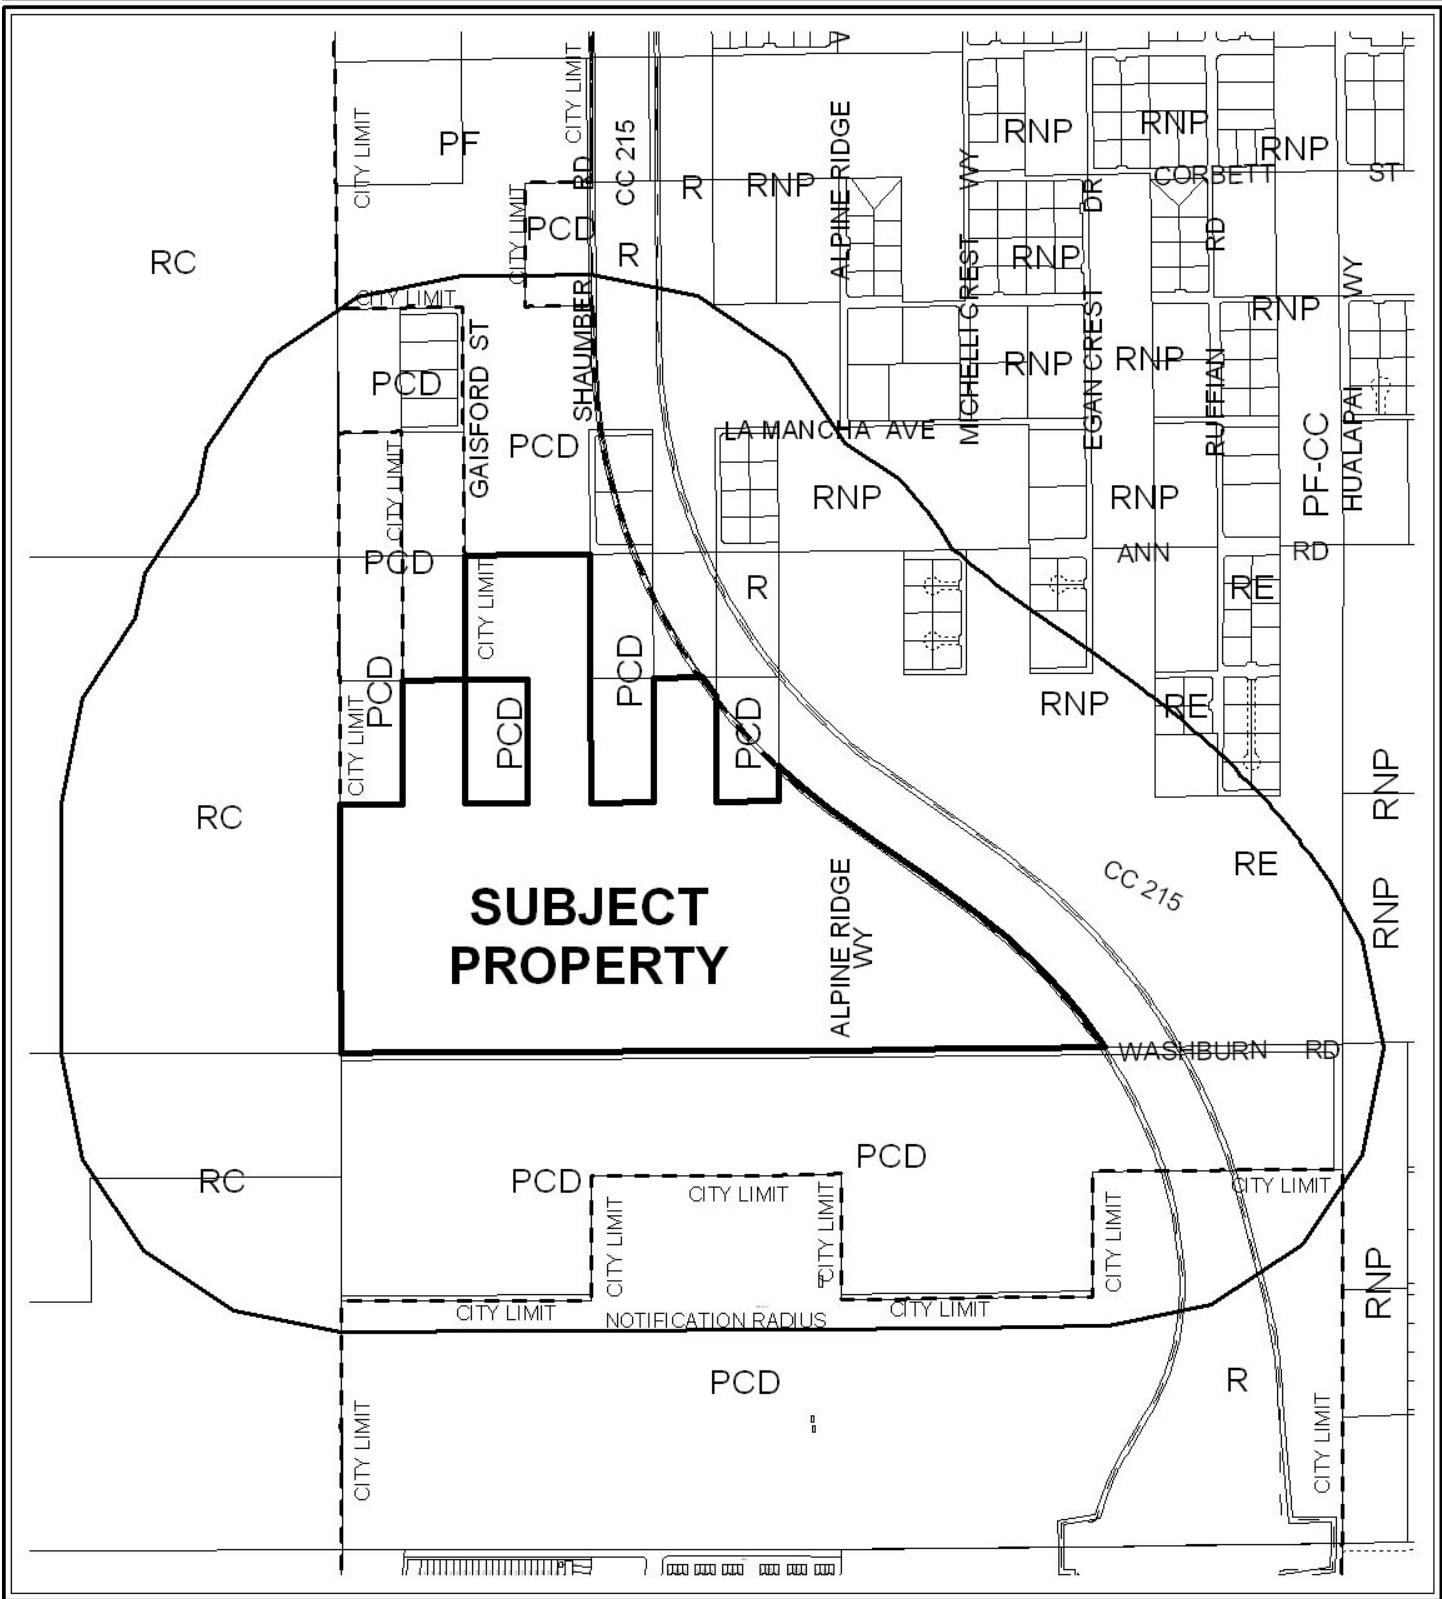 CITY LIMIT
CC 215
V
RNP
RNP
PF
CITY LIMIT
RNP
RNP
CORBETT ST
RD
R
RNP
ALPINE RIDGE
WY
DR
CITY LIMIT
PCD
R
RC
RNP
RD
WY
CITY LIMIT
RNP
SHAUMBER
GAISFORD ST
PCD
MICHELLI CREST
EGAN CREST
RNP
RNP
RUFFIAN
HUALAPAI
LA MANCHA AVE
PCD
CITY LIMIT
RNP
RNP
PF-CC
PCD
ANN RD
CITY LIMIT
R
RE
PCD
PCD
PCD
PCD
CITY LIMIT
RNP
RE
RNP
RC
RE
CC 215
RNP
SUBJECT
PROPERTY
ALPINE RIDGE
WY
WASHBURN RD
PCD
RC
PCD
CITY LIMIT
CITY LIMIT
CITY LIMIT
CITY LIMIT
CITY LIMIT
RNP
CITY LIMIT
CITY LIMIT
NOTIFICATION RADIUS
PCD
R
CITY LIMIT
CITY LIMIT